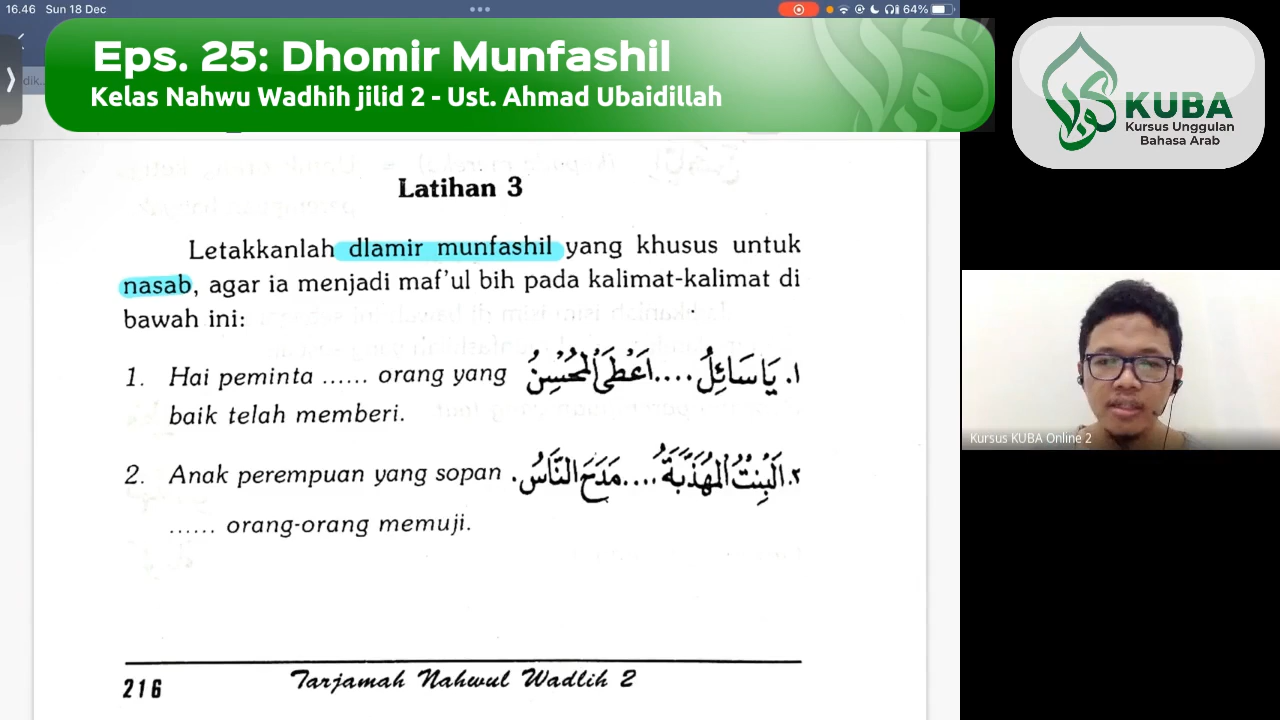 16.46 Sun 18 Dec
64%
Eps. 25: Dhomir Munfashil
Kelas Nahwu Wadhih jilid 2 - Ust. Ahmad Ubaidillah
KUBA
Kursus Unggulan
Bahasa Arab
Latihan 3
Letakkanlah dlamir munfashil yang khusus untuk
nasab, agar ia menjadi maf'ul bih pada kalimat-kalimat di
bawah ini:
1. Hai peminta ...... orang yang
baik telah memberi.
١. يَا سَائِلُ .... اَعْطَى الْمُحْسِنُ
2. Anak perempuan yang sopan
...... orang-orang memuji.
٢. اَلْبِنْتُ الْمُهَذَّبَةُ .... مَدَحَ النَّاسُ.
216
Tarjamah Nahwul Wadlih 2
Kursus KUBA Online 2